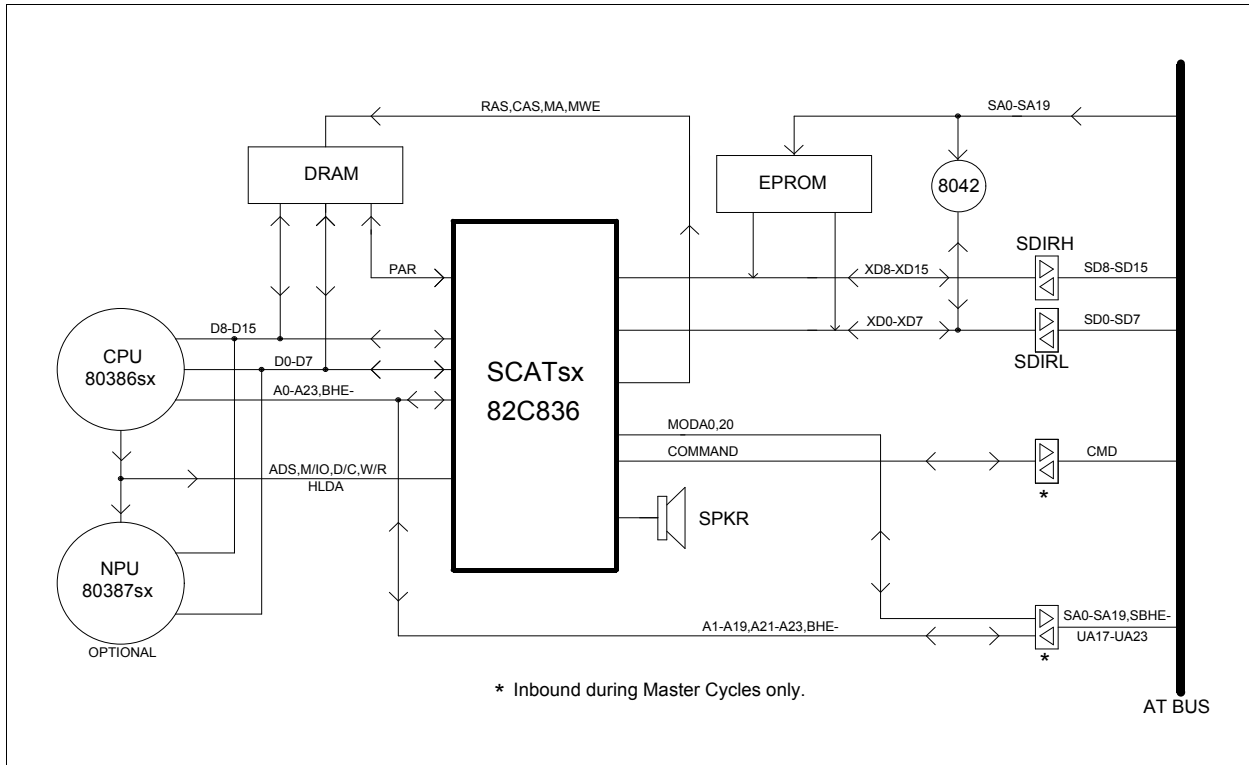 RAS,CAS,MA,MWE
SA0-SA19
DRAM
EPROM
8042
SDIRH
PAR
XD8-XD15
SD8-SD15
D8-D15
XD0-XD7
SD0-SD7
CPU
80386sx
D0-D7
SDIRL
SCATsx
82C836
A0-A23,BHE-
MODA0,20
COMMAND
CMD
ADS,M/IO,D/C,W/R
HLDA
*
SPKR
NPU
80387sx
SA0-SA19,SBHE-
A1-A19,A21-A23,BHE-
UA17-UA23
OPTIONAL
*
* Inbound during Master Cycles only.
AT BUS